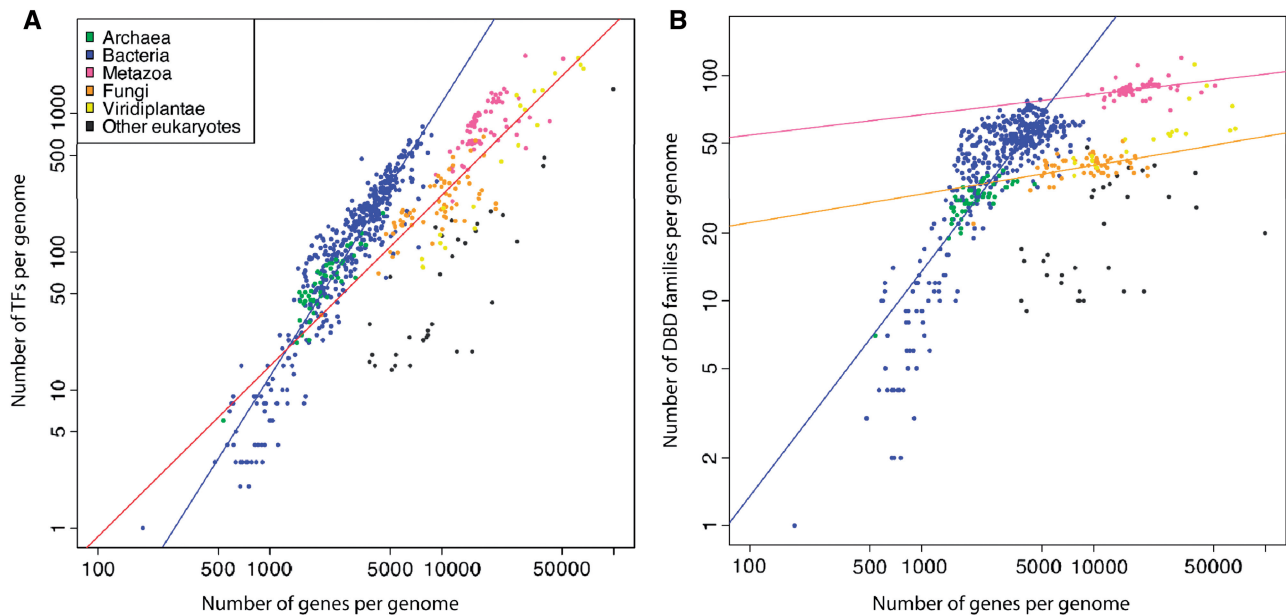 A
Archaea
Bacteria
Metazoa
Fungi
Viridiplantae
Other eukaryotes
Number of TFs per genome
1000
500
100
50
10
5
1
100
500
1000
5000
10000
50000
Number of genes per genome
B
Number of DBD families per genome
100
50
20
10
5
2
1
100
500
1000
5000
10000
50000
Number of genes per genome